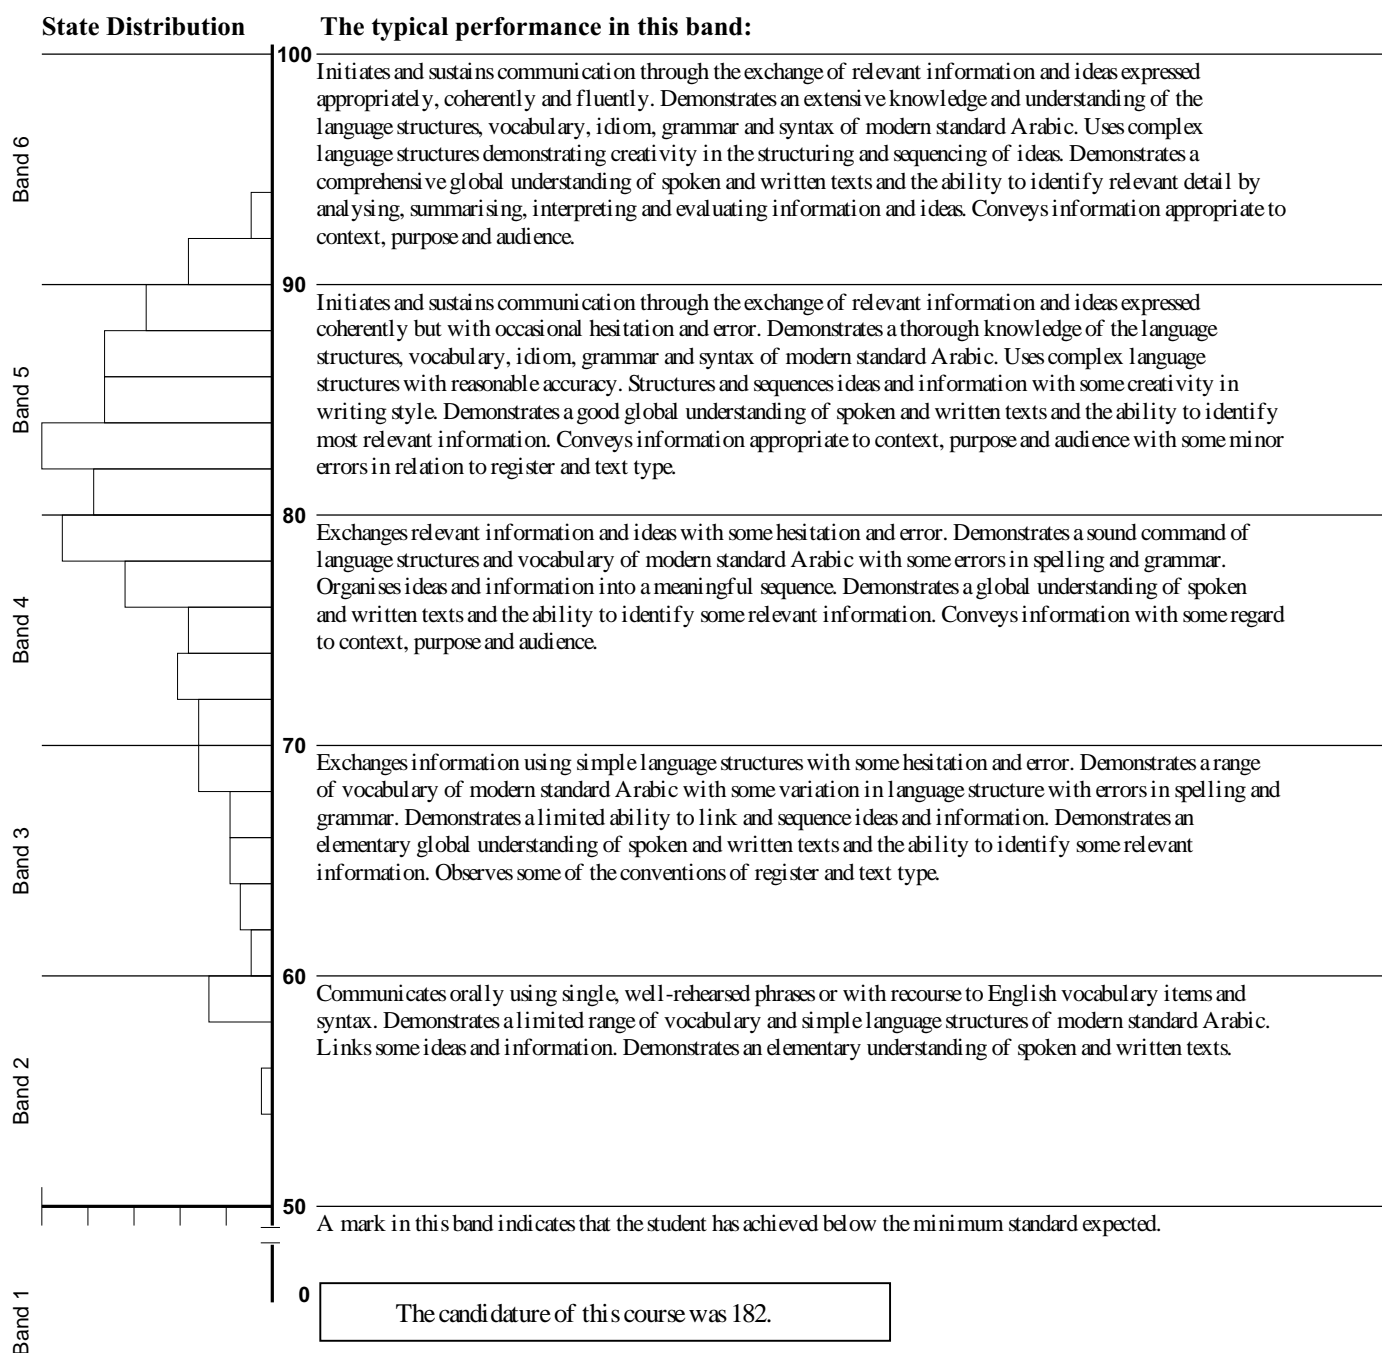 State Distribution
The typical performance in this band:
100
Initiates and sustains communication through the exchange of relevant information and ideas expressed
appropriately, coherently and fluently. Demonstrates an extensive knowledge and understanding of the
language structures, vocabulary, idiom, grammar and syntax of modern standard Arabic. Uses complex
language structures demonstrating creativity in the structuring and sequencing of ideas. Demonstrates a
comprehensive global understanding of spoken and written texts and the ability to identify relevant detail by
analysing, summarising, interpreting and evaluating information and ideas. Conveys information appropriate to
context, purpose and audience.
Band 6
90
Initiates and sustains communication through the exchange of relevant information and ideas expressed
coherently but with occasional hesitation and error. Demonstrates a thorough knowledge of the language
structures, vocabulary, idiom, grammar and syntax of modern standard Arabic. Uses complex language
structures with reasonable accuracy. Structures and sequences ideas and information with some creativity in
writing style. Demonstrates a good global understanding of spoken and written texts and the ability to identify
most relevant information. Conveys information appropriate to context, purpose and audience with some minor
errors in relation to register and text type.
Band 5
80
Exchanges relevant information and ideas with some hesitation and error. Demonstrates a sound command of
language structures and vocabulary of modern standard Arabic with some errors in spelling and grammar.
Organises ideas and information into a meaningful sequence. Demonstrates a global understanding of spoken
and written texts and the ability to identify some relevant information. Conveys information with some regard
to context, purpose and audience.
Band 4
70
Exchanges information using simple language structures with some hesitation and error. Demonstrates a range
of vocabulary of modern standard Arabic with some variation in language structure with errors in spelling and
grammar. Demonstrates a limited ability to link and sequence ideas and information. Demonstrates an
elementary global understanding of spoken and written texts and the ability to identify some relevant
information. Observes some of the conventions of register and text type.
Band 3
60
Communicates orally using single, well-rehearsed phrases or with recourse to English vocabulary items and
syntax. Demonstrates a limited range of vocabulary and simple language structures of modern standard Arabic.
Links some ideas and information. Demonstrates an elementary understanding of spoken and written texts.
Band 2
50
A mark in this band indicates that the student has achieved below the minimum standard expected.
0
Band 1
The candidature of this course was 182.